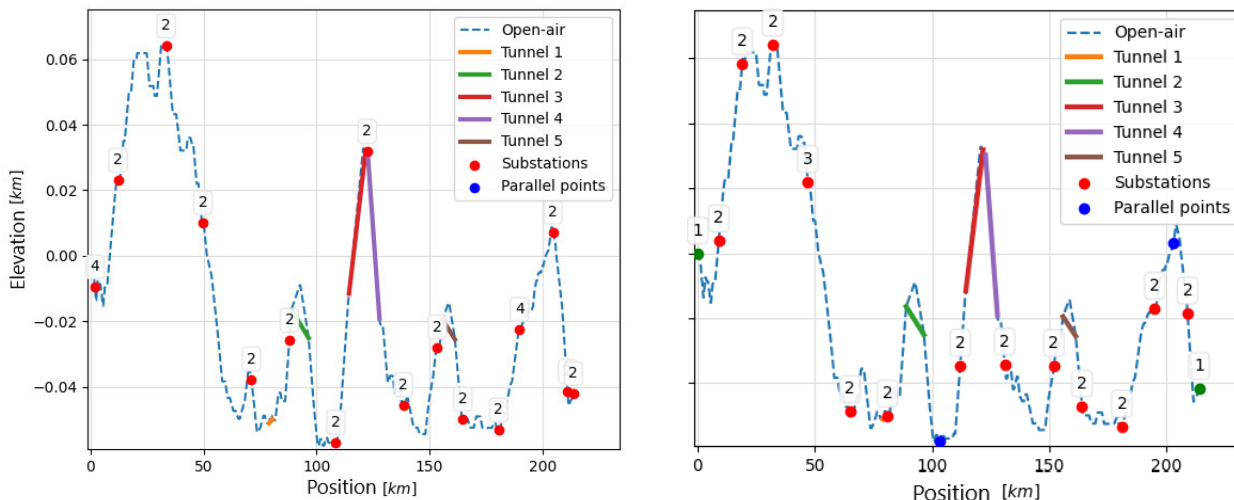 2
2
2
2
2
2
4
2
2
2
2
2
4
2
2
2
0.06
0.04
0.02
0.00
−0.02
−0.04
Elevation [km]
0
50
100
150
200
Position [km]
Open-air
Tunnel 1
Tunnel 2
Tunnel 3
Tunnel 4
Tunnel 5
Substations
Parallel points
2
2
3
1
2
2
2
2
2
2
2
2
2
2
1
0
50
100
150
200
Position [km]
Open-air
Tunnel 1
Tunnel 2
Tunnel 3
Tunnel 4
Tunnel 5
Substations
Parallel points